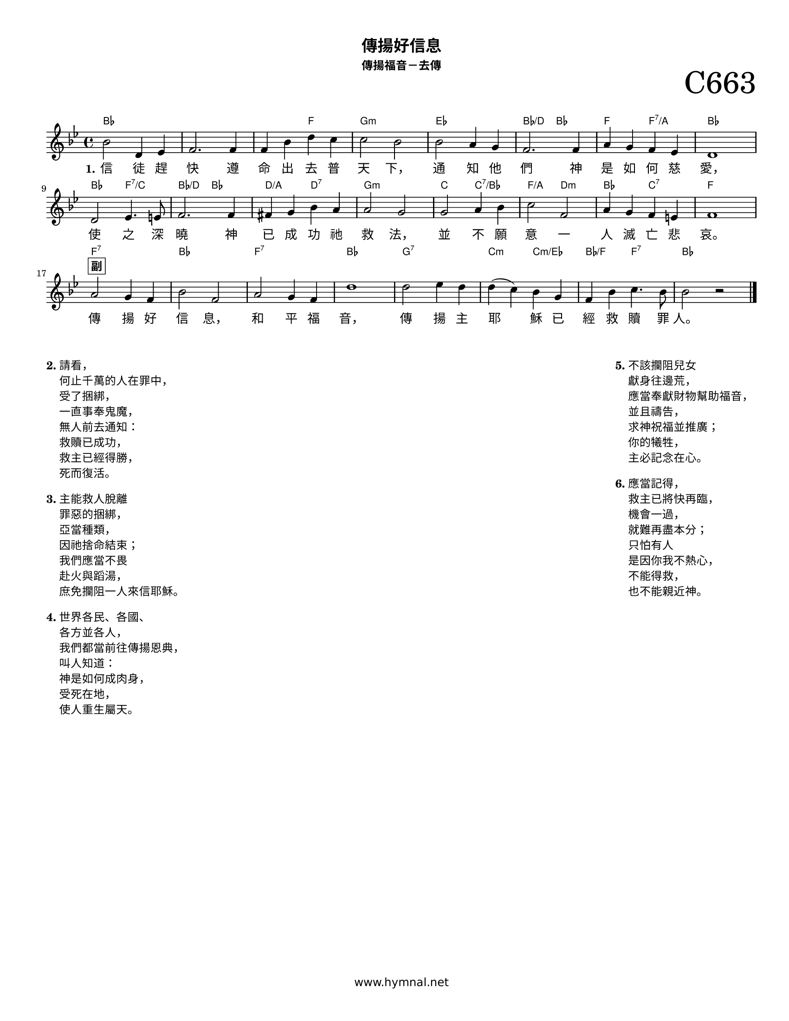 傳揚好信息
傳揚福音－去傳
C663
B♭ F Gm E♭ B♭/D B♭ F F7/A B♭
1. 信 徒 趕 快 遵 命 出 去 普 天 下， 通 知 他 們 神 是 如 何 慈 愛，
9 B♭ F7/C B♭/D B♭ D/A D7 Gm C C7/B♭ F/A Dm B♭ C7 F
使 之 深 曉 神 已 成 功 祂 救 法， 並 不 願 意 一 人 滅 亡 悲 哀。
F7 B♭ F7 B♭ G7 Cm Cm/E♭ B♭/F F7 B♭
17 副
傳 揚 好 信 息， 和 平 福 音， 傳 揚 主 耶 穌 已 經 救 贖 罪 人。
2. 請看，
何止千萬的人在罪中，
受了捆綁，
一直事奉鬼魔，
無人前去通知：
救贖已成功，
救主已經得勝，
死而復活。
3. 主能救人脫離
罪惡的捆綁，
亞當種類，
因祂捨命結束；
我們應當不畏
赴火與蹈湯，
庶免攔阻一人來信耶穌。
4. 世界各民、各國、
各方並各人，
我們都當前往傳揚恩典，
叫人知道：
神是如何成肉身，
受死在地，
使人重生屬天。
5. 不該攔阻兒女
獻身往邊荒，
應當奉獻財物幫助福音，
並且禱告，
求神祝福並推廣；
你的犧牲，
主必記念在心。
6. 應當記得，
救主已將快再臨，
機會一過，
就難再盡本分；
只怕有人
是因你我不熱心，
不能得救，
也不能親近神。
www.hymnal.net